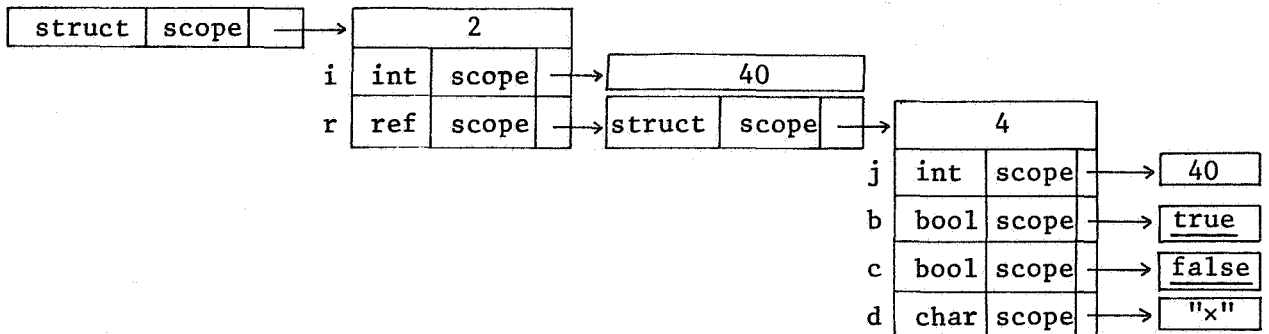 struct scope 2
i int scope 40
r ref scope struct scope 4
j int scope 40
b bool scope true
c bool scope false
d char scope "×"